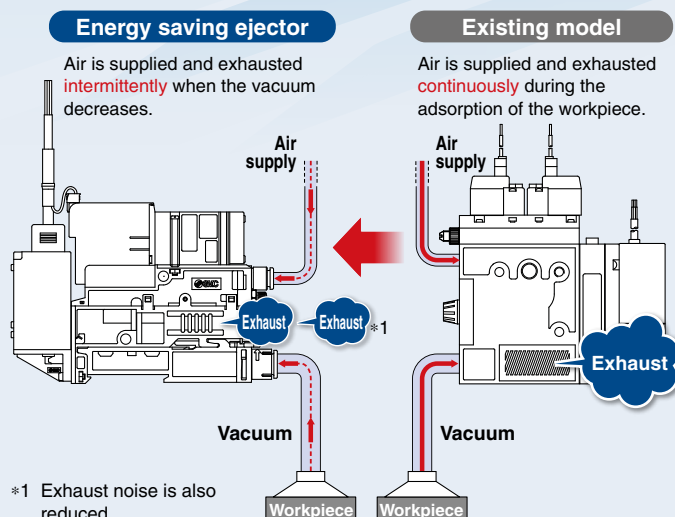 Energy saving ejector
Air is supplied and exhausted
intermittently when the vacuum
decreases.
Existing model
Air is supplied and exhausted
continuously during the
adsorption of the workpiece.
Air
supply
Air
supply
SMC
Exhaust
Exhaust
*1
Exhaust
Vacuum
Vacuum
*1 Exhaust noise is also
reduced
Workpiece
Workpiece